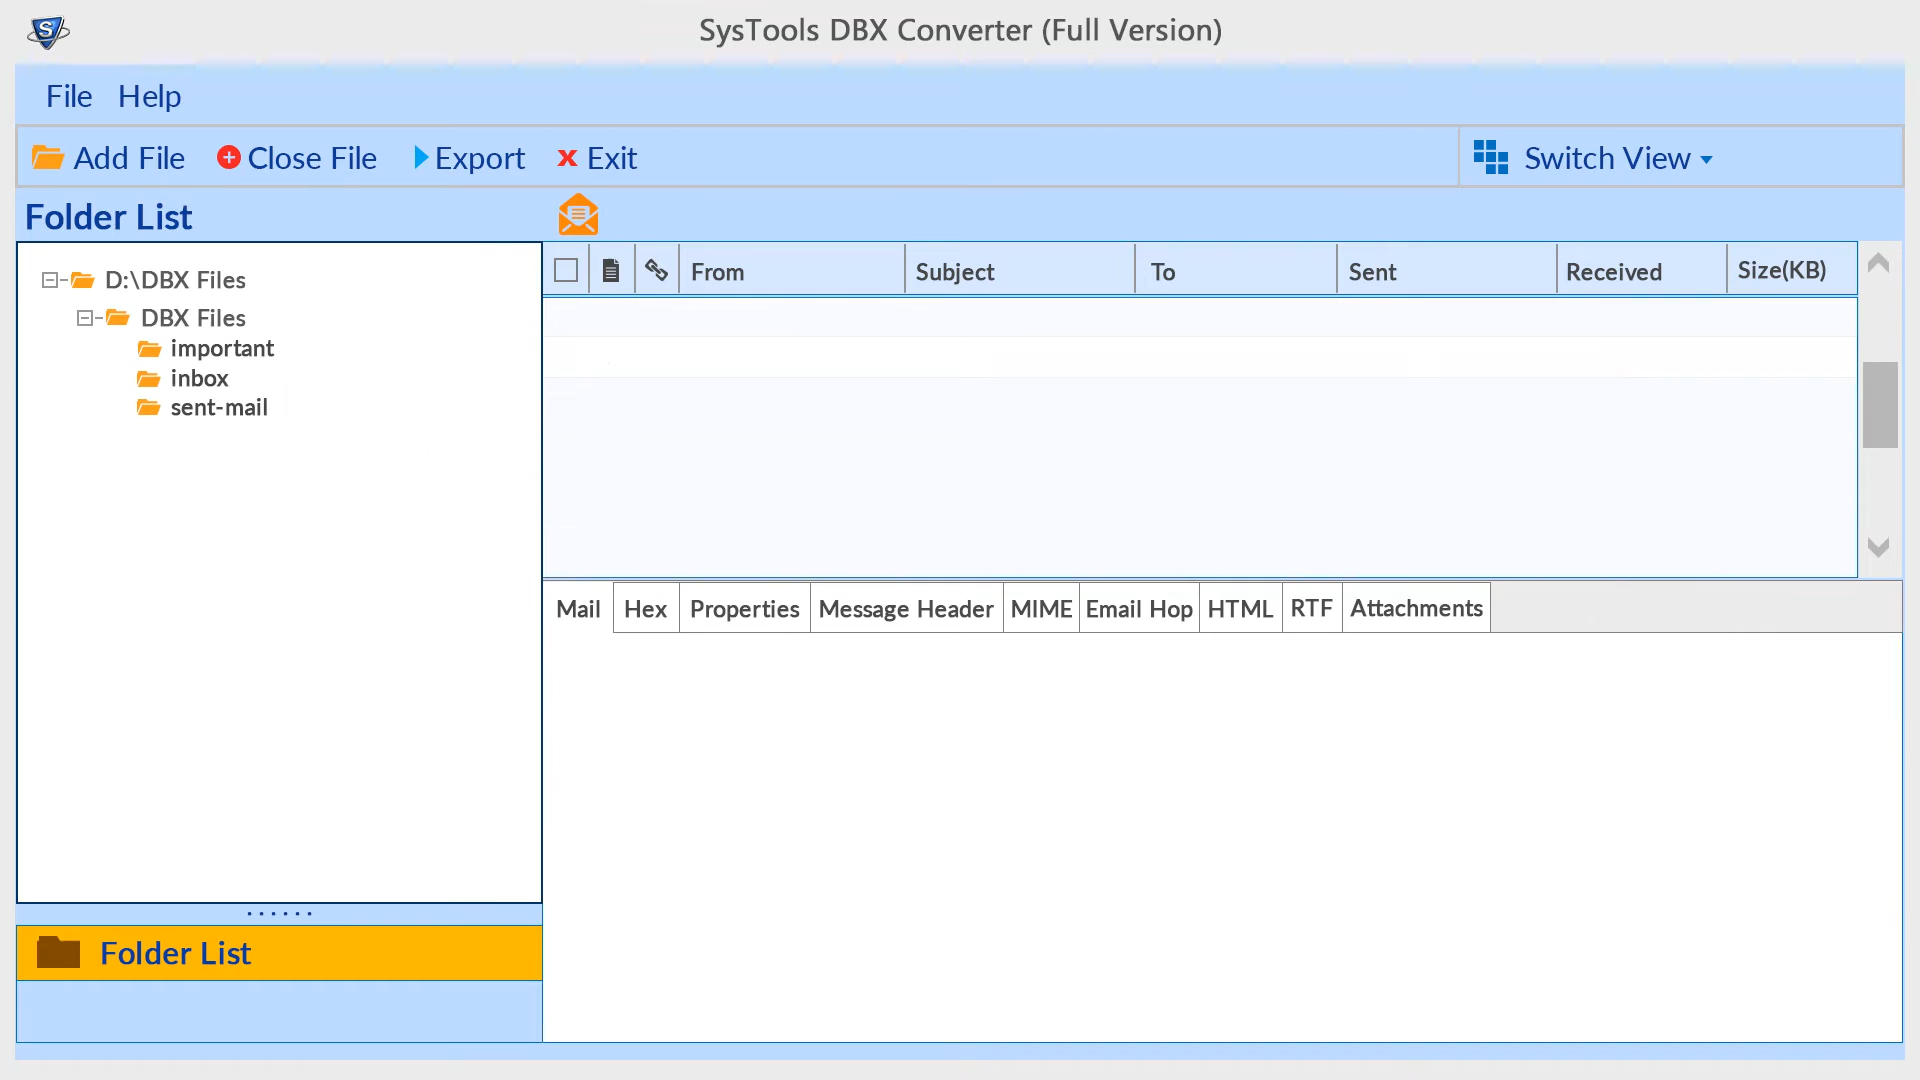 SysTools DBX Converter (Full Version)
File Help
Add File Close File Export Exit Switch View
Folder List
D:\DBX Files
DBX Files
important
inbox
sent-mail
From Subject To Sent Received Size(KB)
Mail Hex Properties Message Header MIME Email Hop HTML RTF Attachments
Folder List